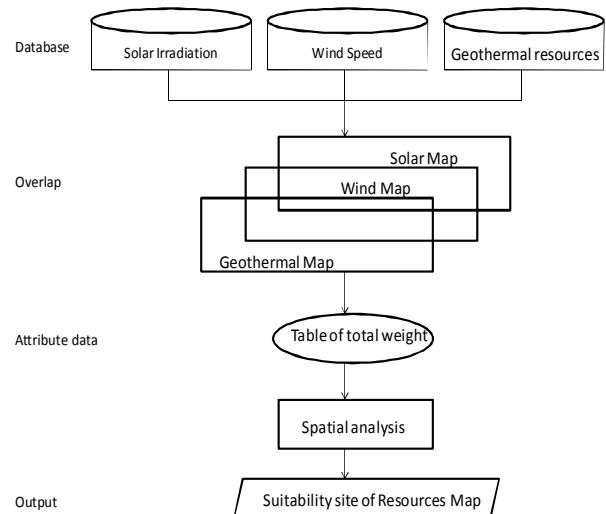 Database
Solar Irradiation
Wind Speed
Geothermal resources
Overlap
Solar Map
Wind Map
Geothermal Map
Attribute data
Table of total weight
Spatial analysis
Output
Suitability site of Resources Map